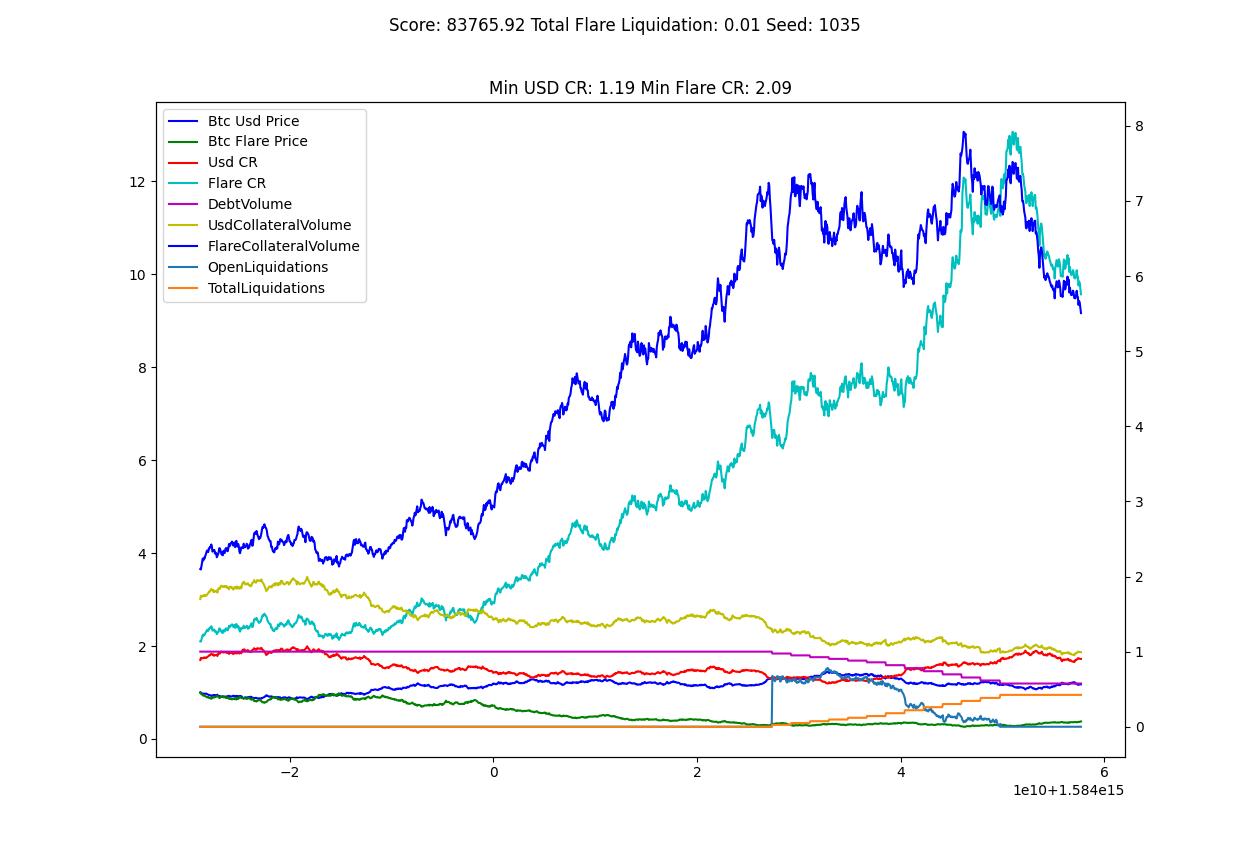 Score: 83765.92 Total Flare Liquidation: 0.01 Seed: 1035
Min USD CR: 1.19 Min Flare CR: 2.09
Btc Usd Price
Btc Flare Price
Usd CR
Flare CR
DebtVolume
UsdCollateralVolume
FlareCollateralVolume
OpenLiquidations
TotalLiquidations
12
10
8
6
4
2
0
8
7
6
5
4
3
2
1
0
−2 0 2 4 6
1e10+1.584e15